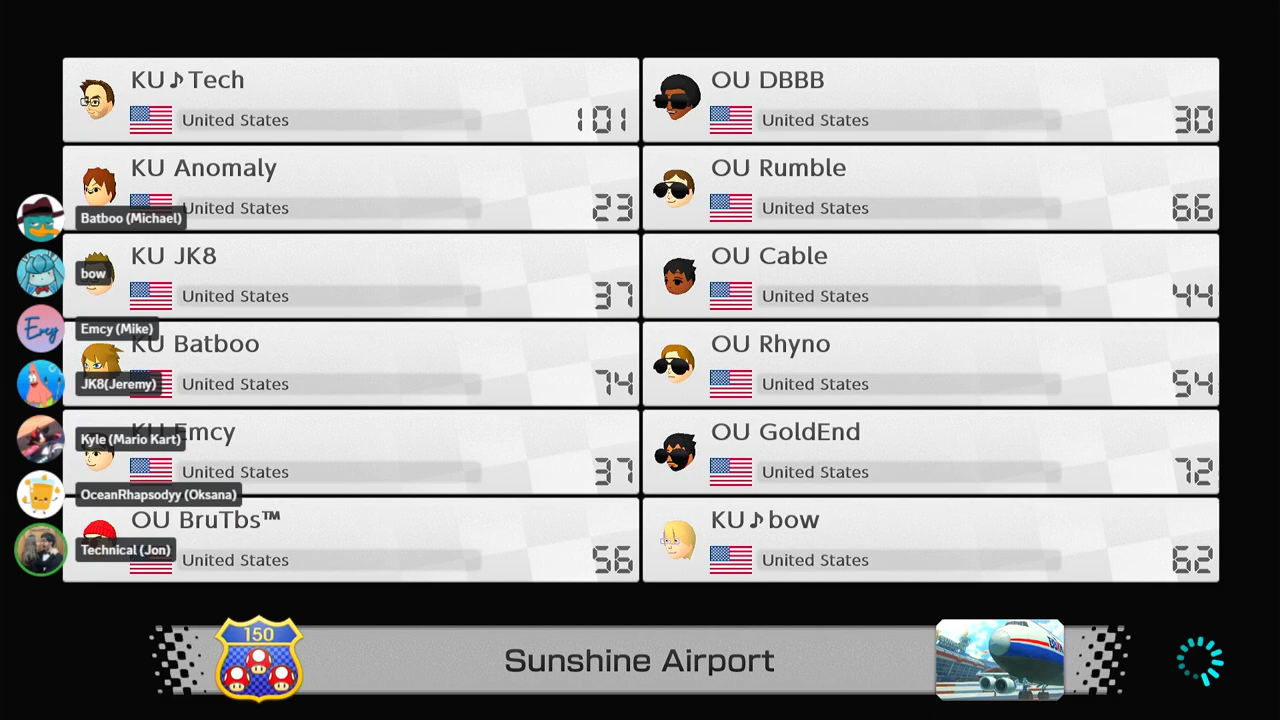 KU♪Tech
United States
101
OU DBBB
United States
30
KU Anomaly
United States
23
OU Rumble
United States
66
Batboo (Michael)
KU JK8
United States
37
OU Cable
United States
44
bow
Emcy (Mike)
KU Batboo
United States
74
OU Rhyno
United States
54
JK8(Jeremy)
KU Emcy
United States
37
OU GoldEnd
United States
72
Emcy
Kyle (Mario Kart)
OceanRhapsodyy (Oksana)
OU BruTbs™
United States
56
KU♪bow
United States
62
Technical (Jon)
150
Sunshine Airport